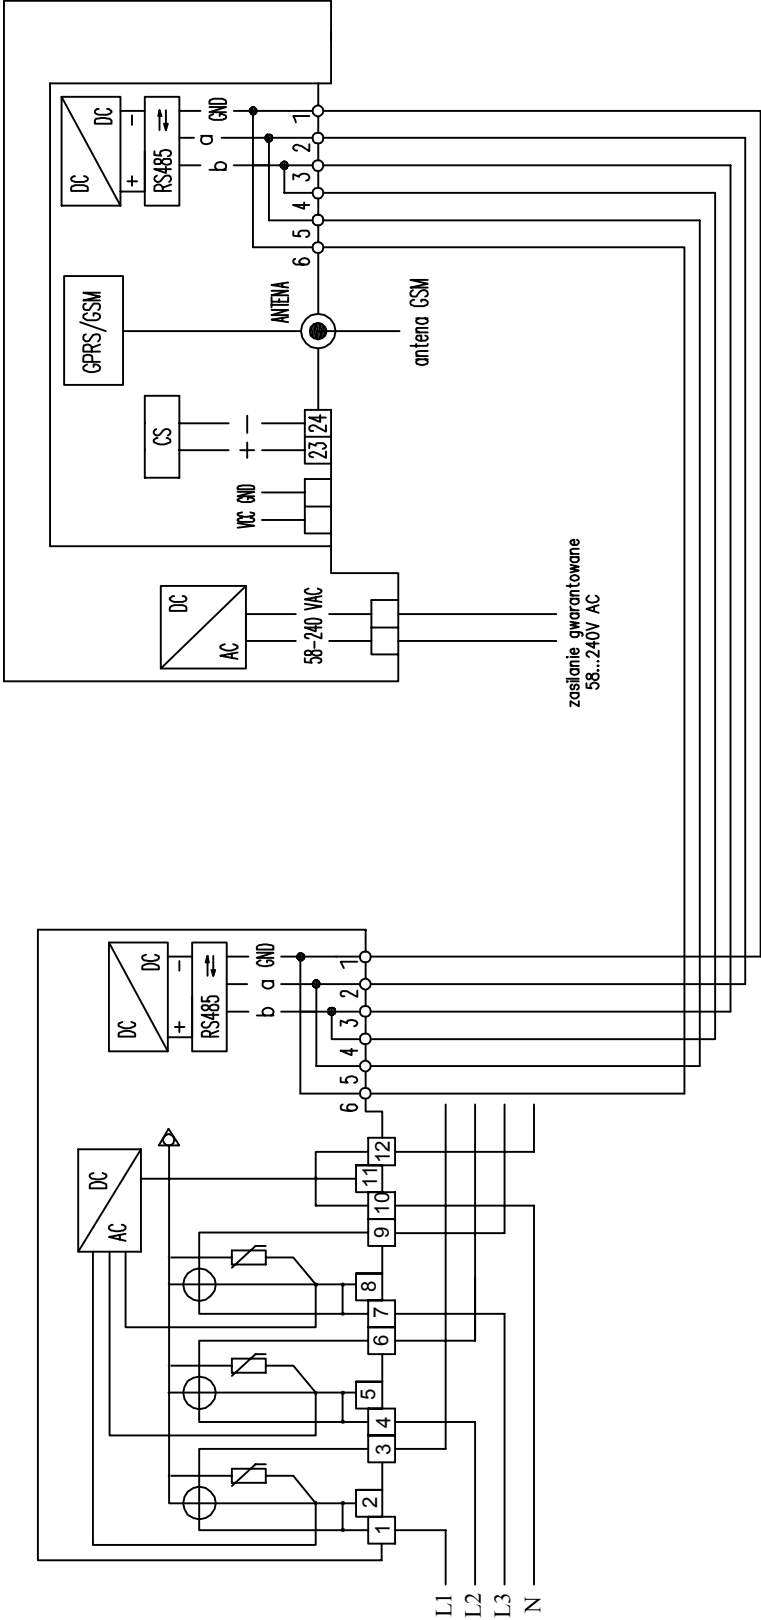 DC
DC
AC
DC
+
–
RS485
b
a
GND
6
5
4
3
2
1
1
2
3
4
5
6
7
8
9
10
11
12
L1
L2
L3
N
DC
AC
58-240 VAC
zasilanie gwarantowane
58...240V AC
VCC
GND
CS
+
–
23
24
GPRS/GSM
ANTENA
antena GSM
DC
DC
+
–
RS485
b
a
GND
6
5
4
3
2
1